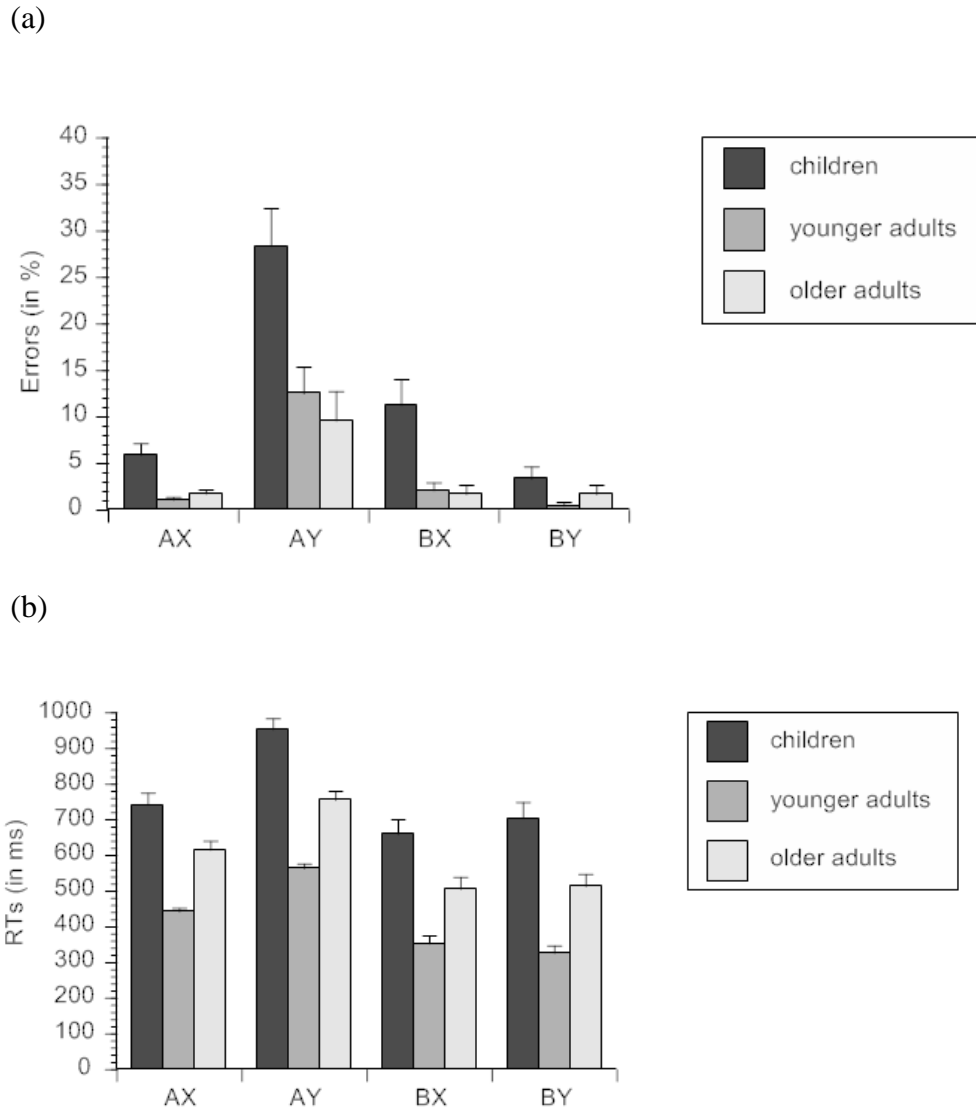 (a)
40
35
30
25
20
15
10
5
0
Errors (in %)
AX AY BX BY
children
younger adults
older adults
(b)
1000
900
800
700
600
500
400
300
200
100
0
RTs (in ms)
AX AY BX BY
children
younger adults
older adults